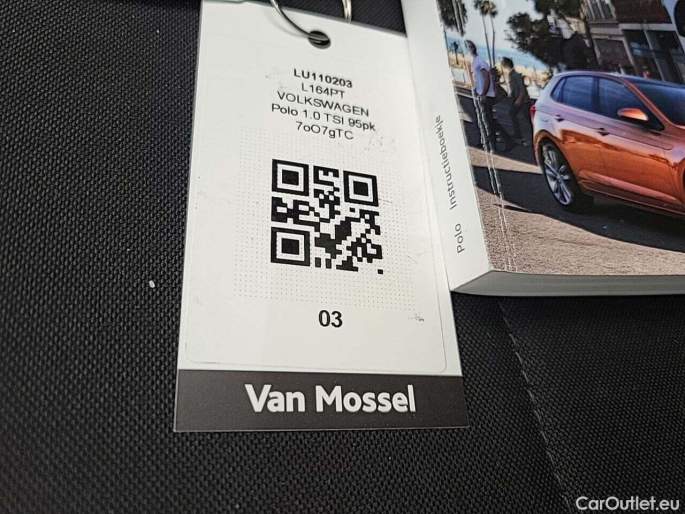 LU110203
L164PT
VOLKSWAGEN
Polo 1.0 TSI 95pk
7oO7gTC
03
Van Mossel
Polo Instructieboekje
CarOutlet.eu